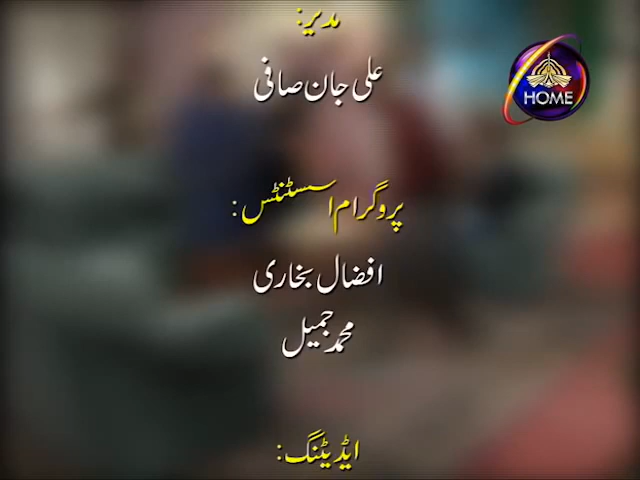 مدیر:
علی جان صافی
HOME
پروگرام اسسٹنٹس:
افضال بخاری
محمد جمیل
ایڈیٹنگ: